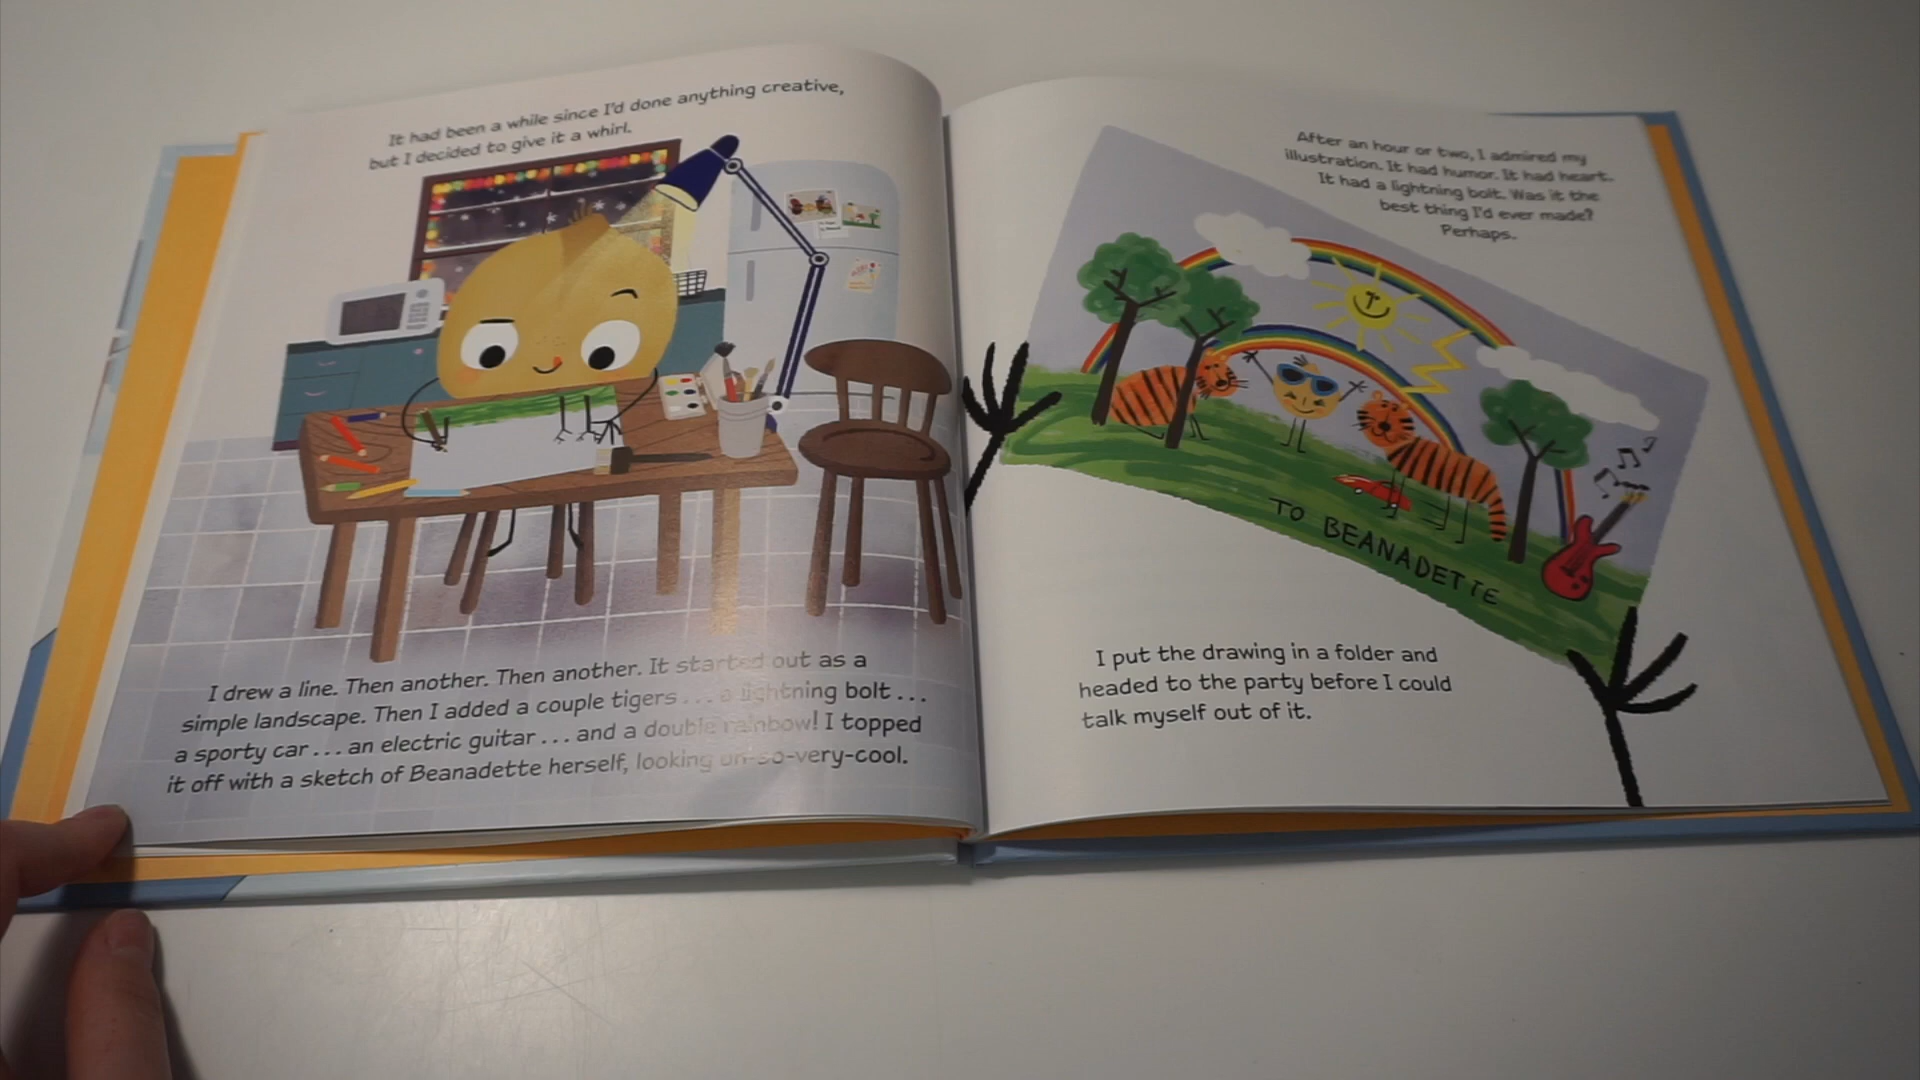 It had been a while since I'd done anything creative,
but I decided to give it a whirl.
I drew a line. Then another. Then another. It started out as a
simple landscape. Then I added a couple tigers . . . a lightning bolt . . .
a sporty car . . . an electric guitar . . . and a double rainbow! I topped
it off with a sketch of Beanadette herself, looking oh-so-very-cool.
After an hour or two, I admired my
illustration. It had humor. It had heart.
It had a lightning bolt. Was it the
best thing I'd ever made?
Perhaps.
TO BEANADETTE
I put the drawing in a folder and
headed to the party before I could
talk myself out of it.